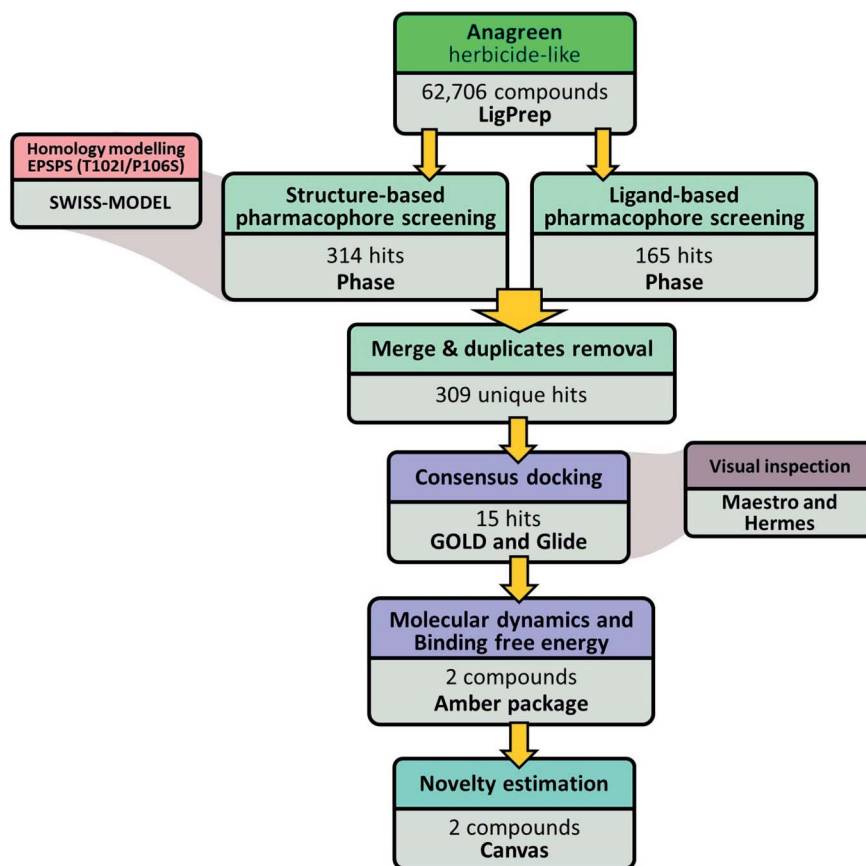 Anagreen
herbicide-like
62,706 compounds
LigPrep
Homology modelling
EPSPS (T102I/P106S)
SWISS-MODEL
Structure-based
pharmacophore screening
314 hits
Phase
Ligand-based
pharmacophore screening
165 hits
Phase
Merge & duplicates removal
309 unique hits
Consensus docking
15 hits
GOLD and Glide
Visual inspection
Maestro and
Hermes
Molecular dynamics and
Binding free energy
2 compounds
Amber package
Novelty estimation
2 compounds
Canvas